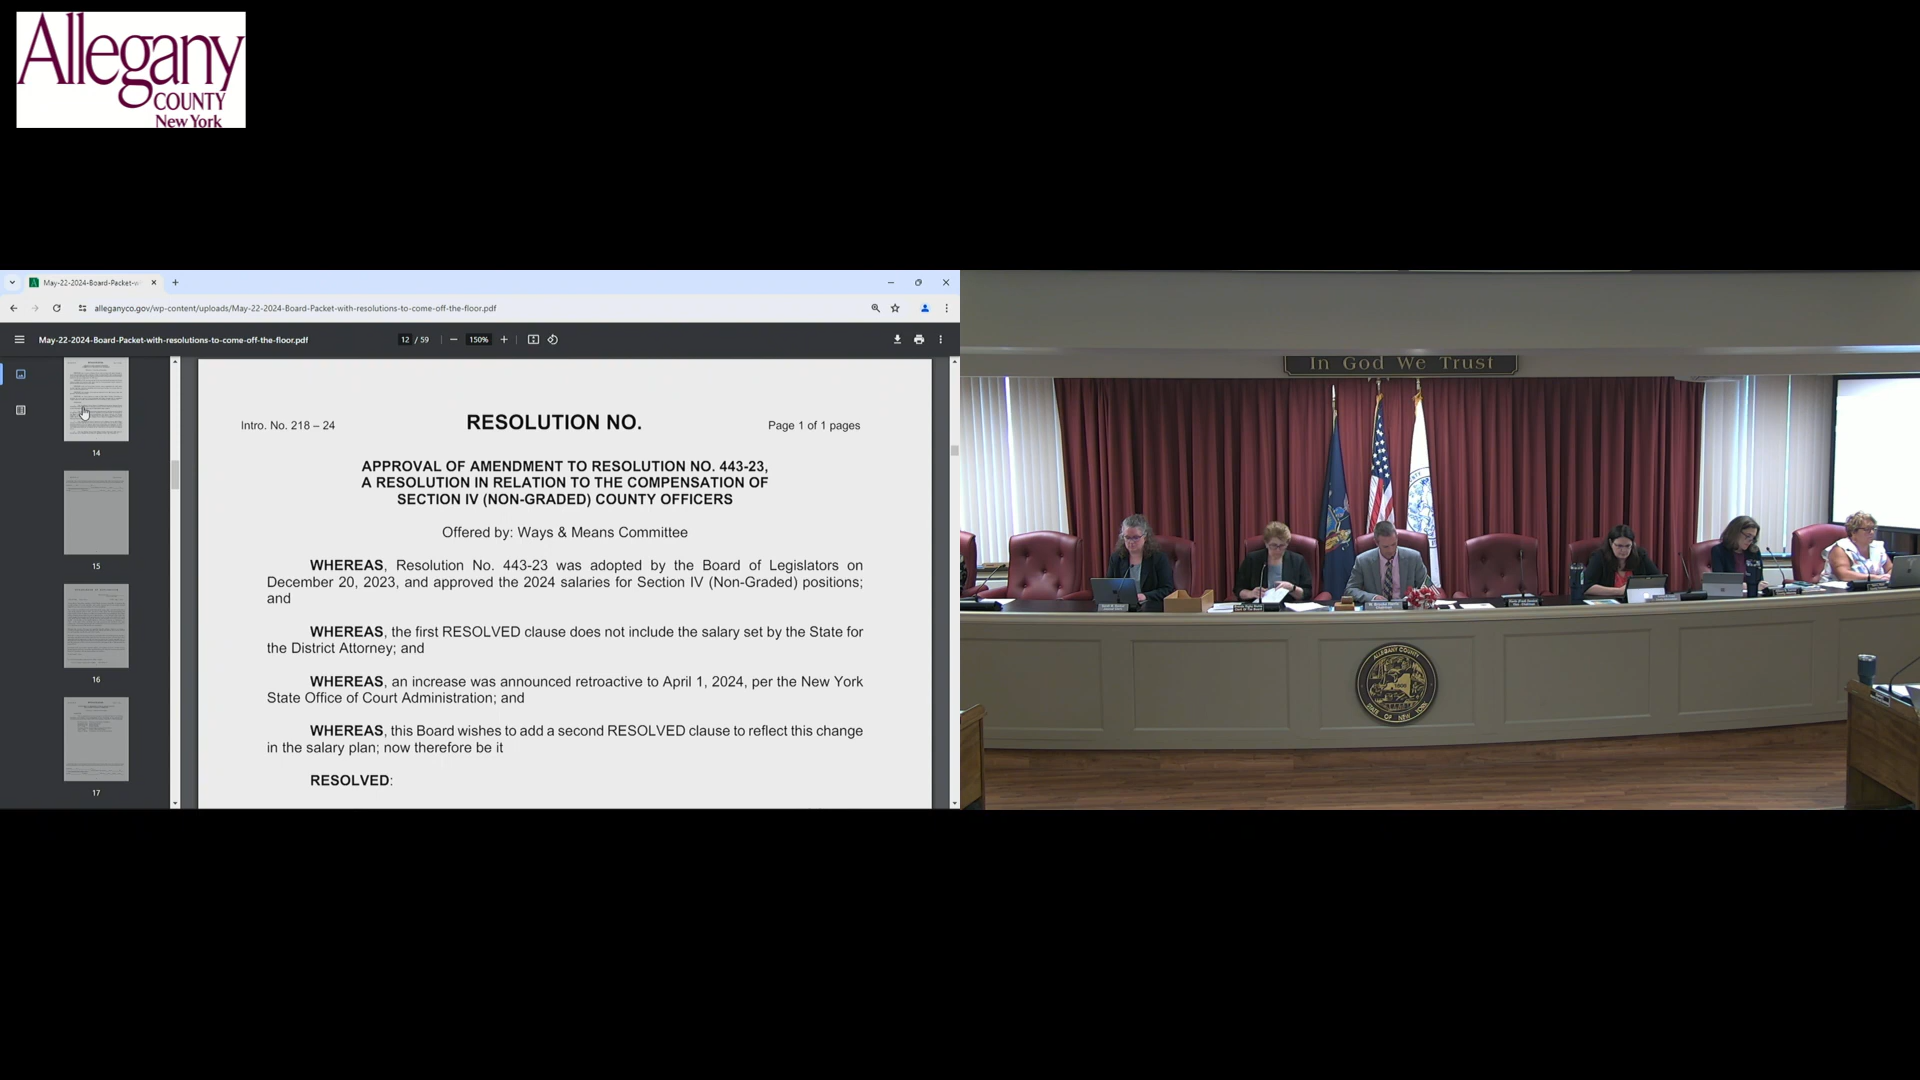 Allegany
COUNTY
New York
May-22-2024-Board-Packet-w
alleganyco.gov/wp-content/uploads/May-22-2024-Board-Packet-with-resolutions-to-come-off-the-floor.pdf
May-22-2024-Board-Packet-with-resolutions-to-come-off-the-floor.pdf
12 / 59
150%
14
15
16
17
Intro. No. 218 – 24
RESOLUTION NO.
Page 1 of 1 pages
APPROVAL OF AMENDMENT TO RESOLUTION NO. 443-23,
A RESOLUTION IN RELATION TO THE COMPENSATION OF
SECTION IV (NON-GRADED) COUNTY OFFICERS
Offered by: Ways & Means Committee
WHEREAS, Resolution No. 443-23 was adopted by the Board of Legislators on
December 20, 2023, and approved the 2024 salaries for Section IV (Non-Graded) positions;
and
WHEREAS, the first RESOLVED clause does not include the salary set by the State for
the District Attorney; and
WHEREAS, an increase was announced retroactive to April 1, 2024, per the New York
State Office of Court Administration; and
WHEREAS, this Board wishes to add a second RESOLVED clause to reflect this change
in the salary plan; now therefore be it
RESOLVED:
In God We Trust
ALLEGANY COUNTY
STATE OF NEW YORK